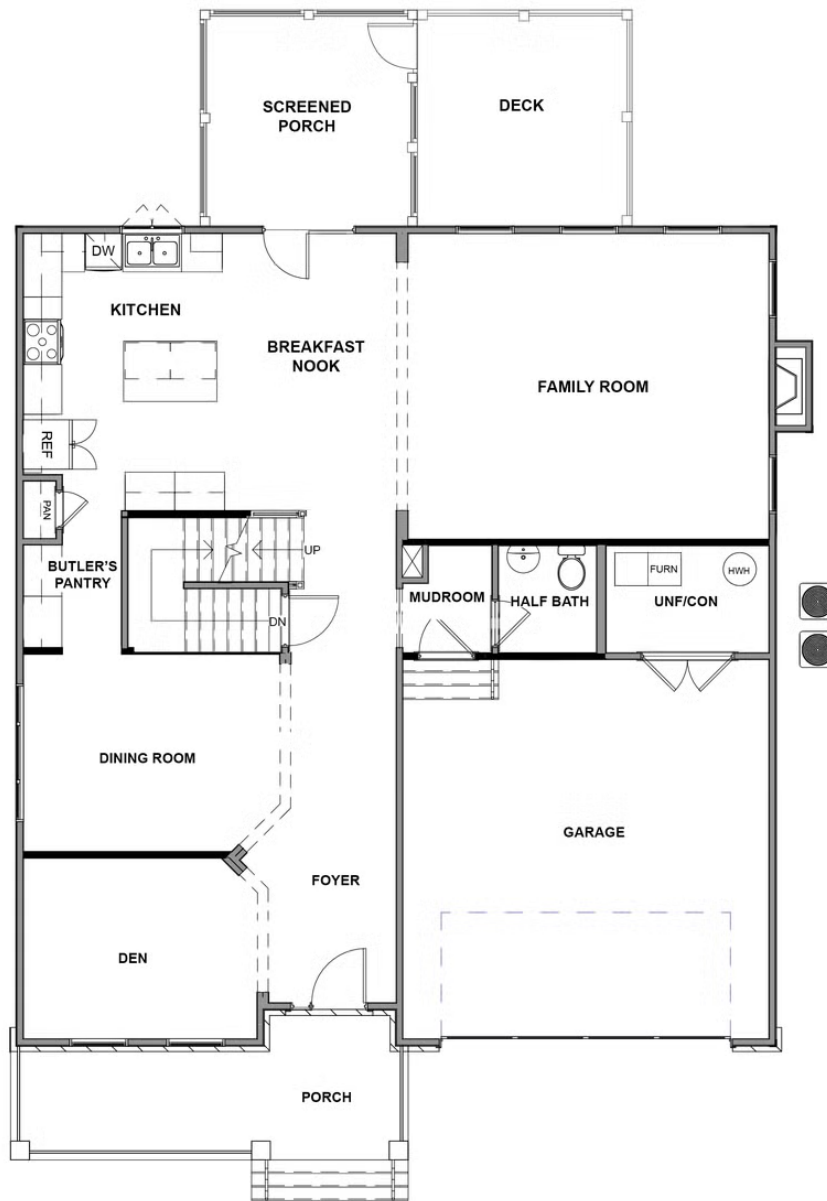 SCREENED
PORCH
DECK
DW
KITCHEN
BREAKFAST
NOOK
FAMILY ROOM
REF
PAN
BUTLER'S
PANTRY
UP
DN
MUDROOM
HALF BATH
FURN
HWH
UNF/CON
DINING ROOM
GARAGE
FOYER
DEN
PORCH